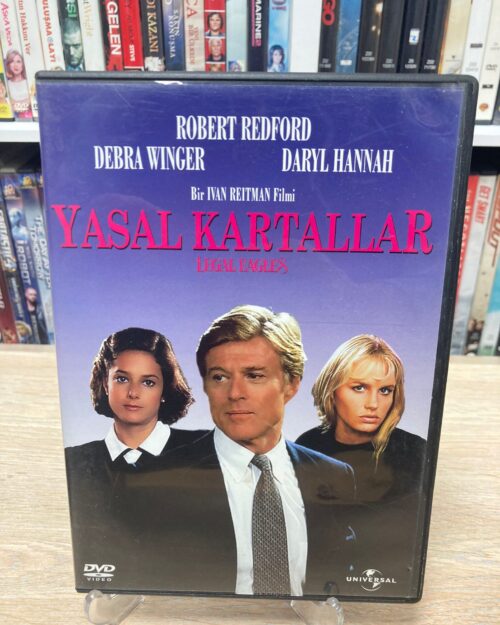 ROBERT REDFORD
DEBRA WINGER DARYL HANNAH
Bir IVAN REITMAN Filmi
YASAL KARTALLAR
LEGAL EAGLES
DVD
VIDEO
UNIVERSAL